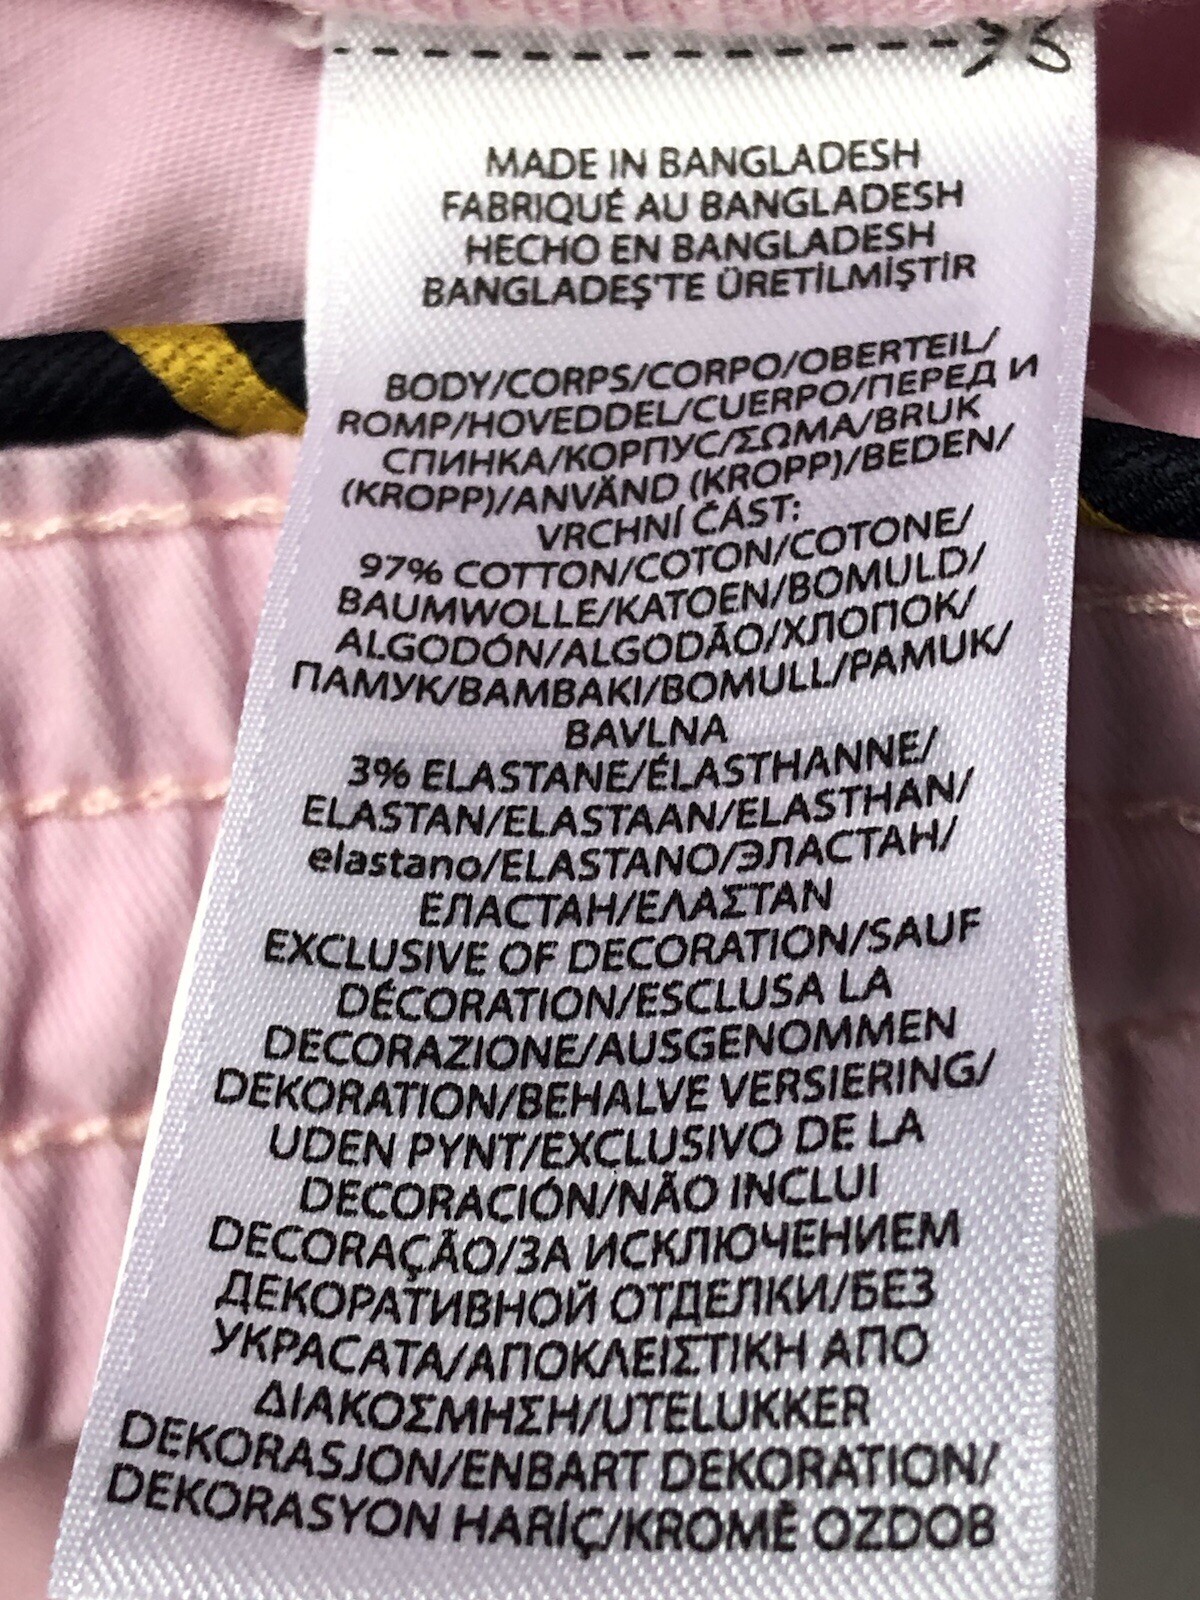 MADE IN BANGLADESH
FABRIQUÉ AU BANGLADESH
HECHO EN BANGLADESH
BANGLADEŞ'TE ÜRETİLMİŞTİR
BODY/CORPS/CORPO/OBERTEIL/
ROMP/HOVEDDEL/CUERPO/ПЕРЕД И
СПИНКА/КОРПУС/ΣΩMA/BRUK
(KROPP)/ANVÄND (KROPP)/BEDEN/
VRCHNÍ ČÁST:
97% COTTON/COTON/COTONE/
BAUMWOLLE/KATOEN/BOMULD/
ALGODÓN/ALGODÃO/ХЛОПОК/
ПАМУК/BAMBAKI/BOMULL/PAMUK/
BAVLNA
3% ELASTANE/ÉLASTHANNE/
ELASTAN/ELASTAAN/ELASTHAN/
elastano/ELASTANO/ЭЛАСТАН/
ЕЛАСТАН/ΕΛΑΣΤΑΝ
EXCLUSIVE OF DECORATION/SAUF
DÉCORATION/ESCLUSA LA
DECORAZIONE/AUSGENOMMEN
DEKORATION/BEHALVE VERSIERING/
UDEN PYNT/EXCLUSIVO DE LA
DECORACIÓN/NÃO INCLUI
DECORAÇÃO/ЗА ИСКЛЮЧЕНИЕМ
ДЕКОРАТИВНОЙ ОТДЕЛКИ/БЕЗ
УКРАСАТА/ΑΠΟΚΛΕΙΣΤΙΚΗ ΑΠΟ
ΔΙΑΚΟΣΜΗΣΗ/UTELUKKER
DEKORASJON/ENBART DEKORATION/
DEKORASYON HARİÇ/KROMĚ OZDOB